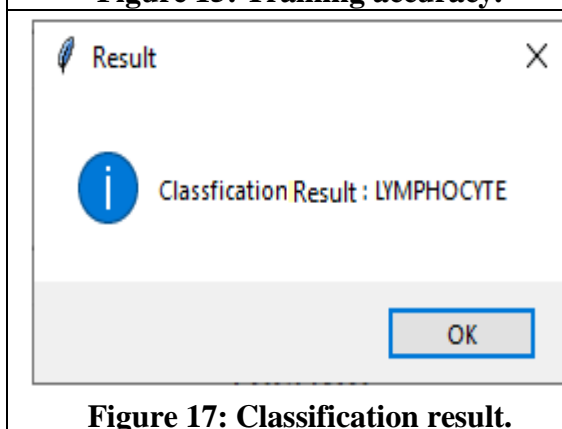 Figure 15: Training accuracy.
Result
Classfication Result : LYMPHOCYTE
OK
Figure 17: Classification result.